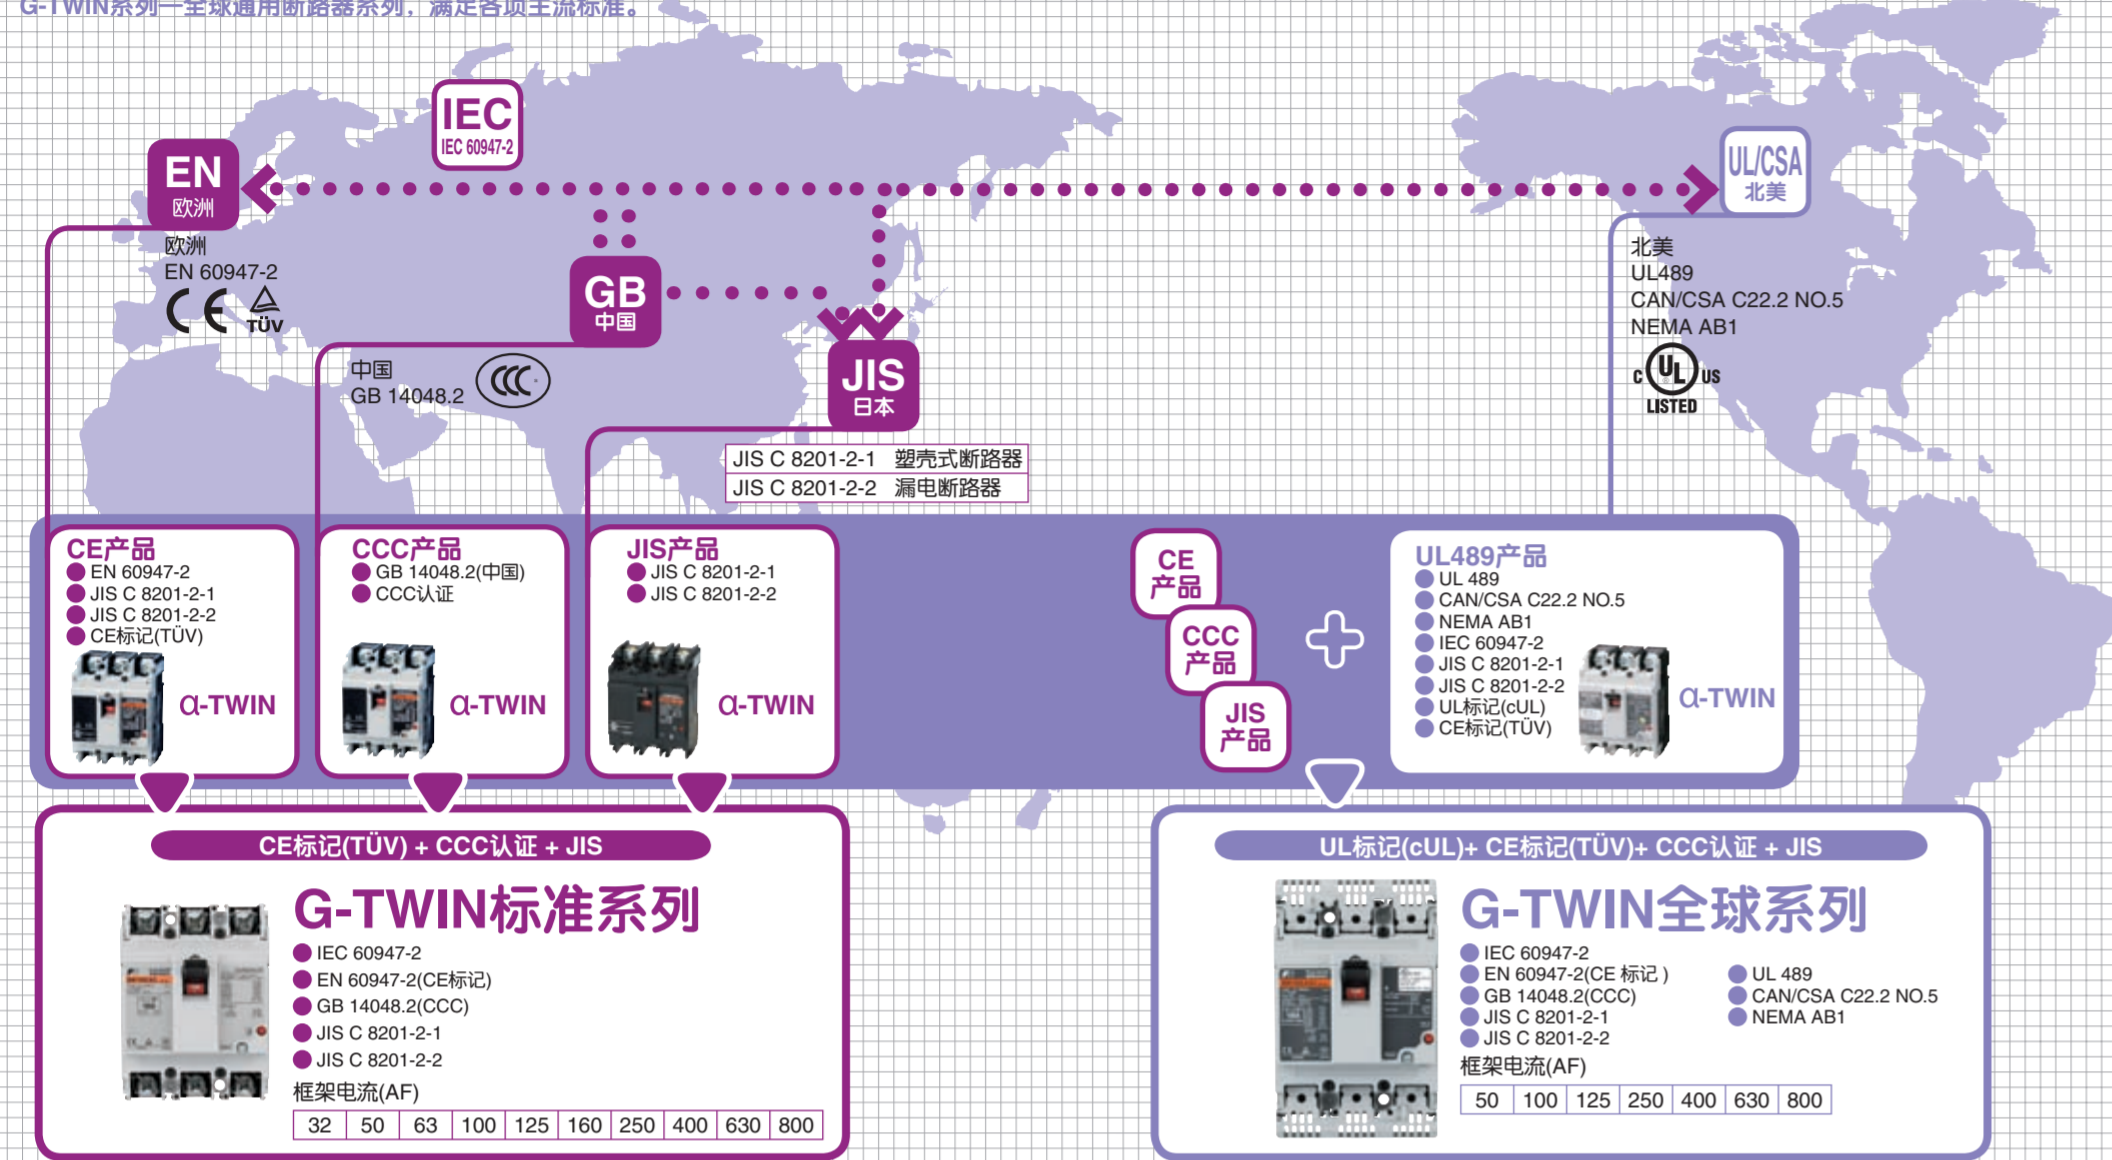 G-TWIN系列—全球通用断路器系列，满足各项主流标准。
IEC
IEC 60947-2
EN
欧洲
欧洲
EN 60947-2
CE
TÜV
GB
中国
中国
GB 14048.2
CCC
JIS
日本
JIS C 8201-2-1 塑壳式断路器
JIS C 8201-2-2 漏电断路器
UL/CSA
北美
北美
UL489
CAN/CSA C22.2 NO.5
NEMA AB1
C UL US
LISTED
CE产品
EN 60947-2
JIS C 8201-2-1
JIS C 8201-2-2
CE标记(TÜV)
α-TWIN
CCC产品
GB 14048.2(中国)
CCC认证
α-TWIN
JIS产品
JIS C 8201-2-1
JIS C 8201-2-2
α-TWIN
CE
产品
CCC
产品
JIS
产品
UL489产品
UL 489
CAN/CSA C22.2 NO.5
NEMA AB1
IEC 60947-2
JIS C 8201-2-1
JIS C 8201-2-2
UL标记(cUL)
CE标记(TÜV)
α-TWIN
CE标记(TÜV) + CCC认证 + JIS
G-TWIN标准系列
IEC 60947-2
EN 60947-2(CE标记)
GB 14048.2(CCC)
JIS C 8201-2-1
JIS C 8201-2-2
框架电流(AF)
32 50 63 100 125 160 250 400 630 800
UL标记(cUL)+ CE标记(TÜV)+ CCC认证 + JIS
G-TWIN全球系列
IEC 60947-2
EN 60947-2(CE 标记 )
GB 14048.2(CCC)
JIS C 8201-2-1
JIS C 8201-2-2
UL 489
CAN/CSA C22.2 NO.5
NEMA AB1
框架电流(AF)
50 100 125 250 400 630 800